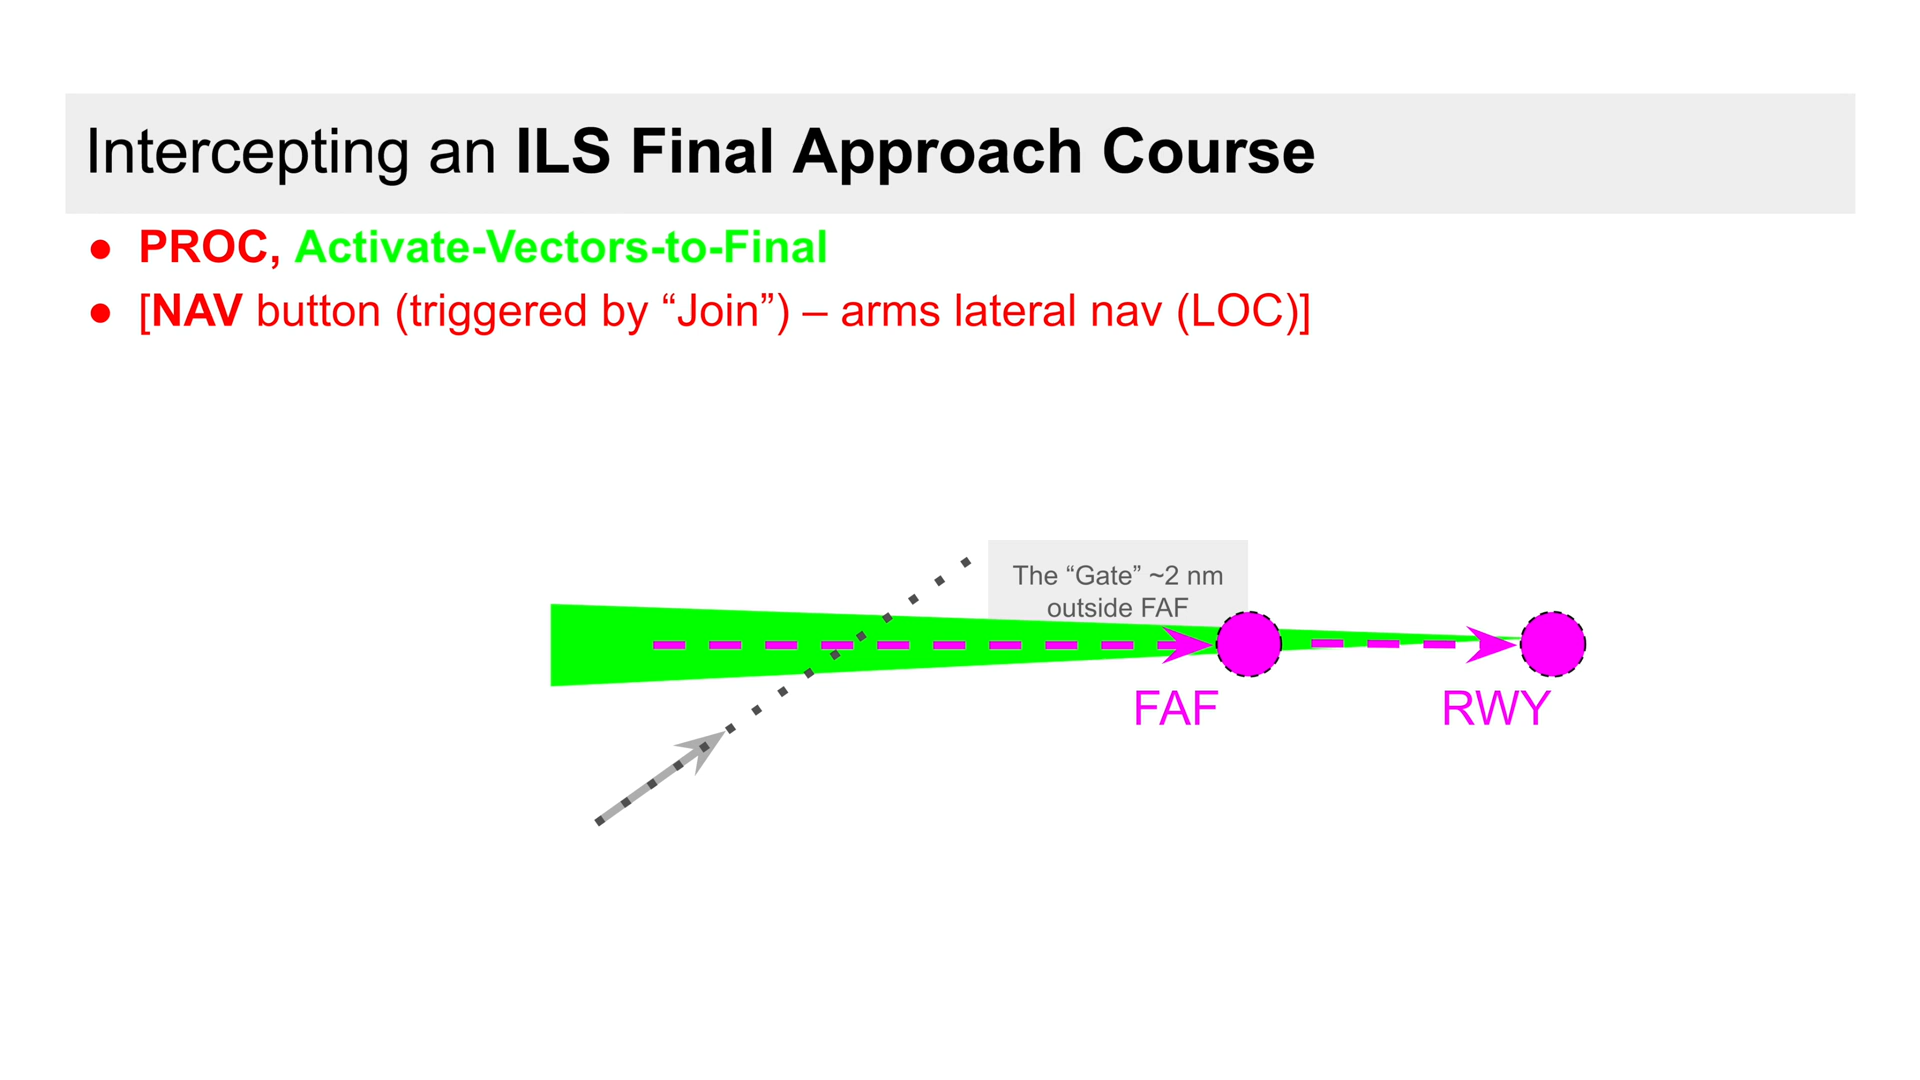 Intercepting an ILS Final Approach Course
● PROC, Activate-Vectors-to-Final
● [NAV button (triggered by “Join”) – arms lateral nav (LOC)]
The “Gate” ~2 nm
outside FAF
FAF
RWY